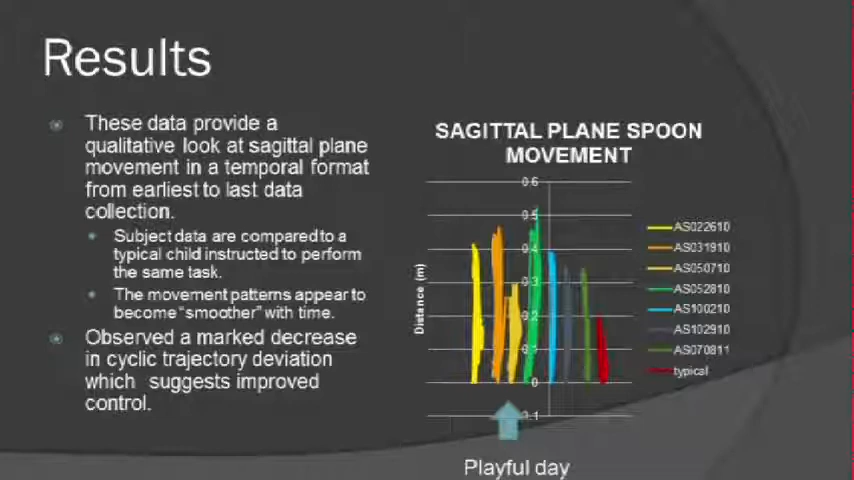 Results
These data provide a
qualitative look at sagittal plane
movement in a temporal format
from earliest to last data
collection.
Subject data are compared to a
typical child instructed to perform
the same task.
The movement patterns appear to
become "smoother" with time.
Observed a marked decrease
in cyclic trajectory deviation
which suggests improved
control.
SAGITTAL PLANE SPOON
MOVEMENT
Distance (m)
0.6
0.5
0.4
0.3
0.2
0.1
0
-0.1
AS022610
AS031910
AS050710
AS052810
AS100210
AS102910
AS070811
typical
Playful day